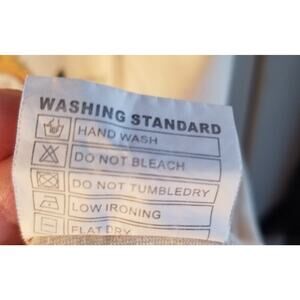 WASHING STANDARD
HAND WASH
DO NOT BLEACH
DO NOT TUMBLEDRY
LOW IRONING
FLAT DRY